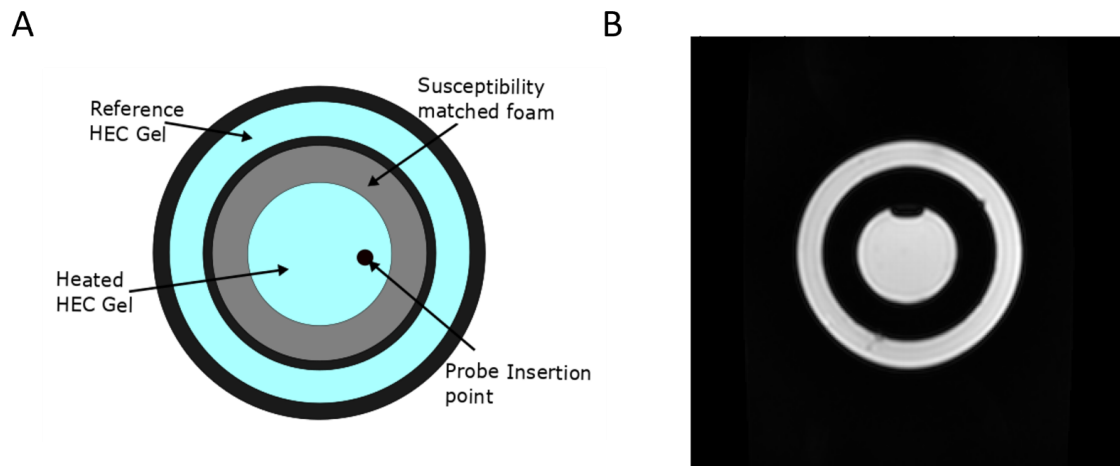 A
B
Susceptibility
matched foam
Reference
HEC Gel
Heated
HEC Gel
Probe Insertion
point